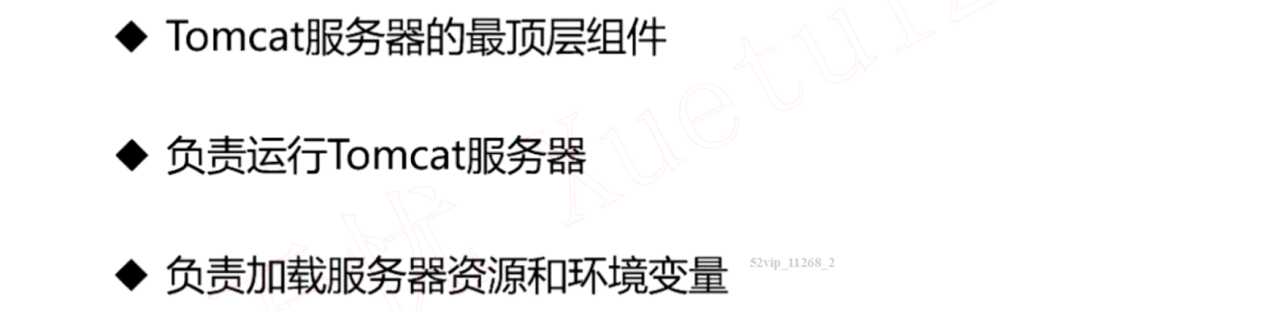 ◆ Tomcat服务器的最顶层组件
◆ 负责运行Tomcat服务器
◆ 负责加载服务器资源和环境变量
52vip_11268_2